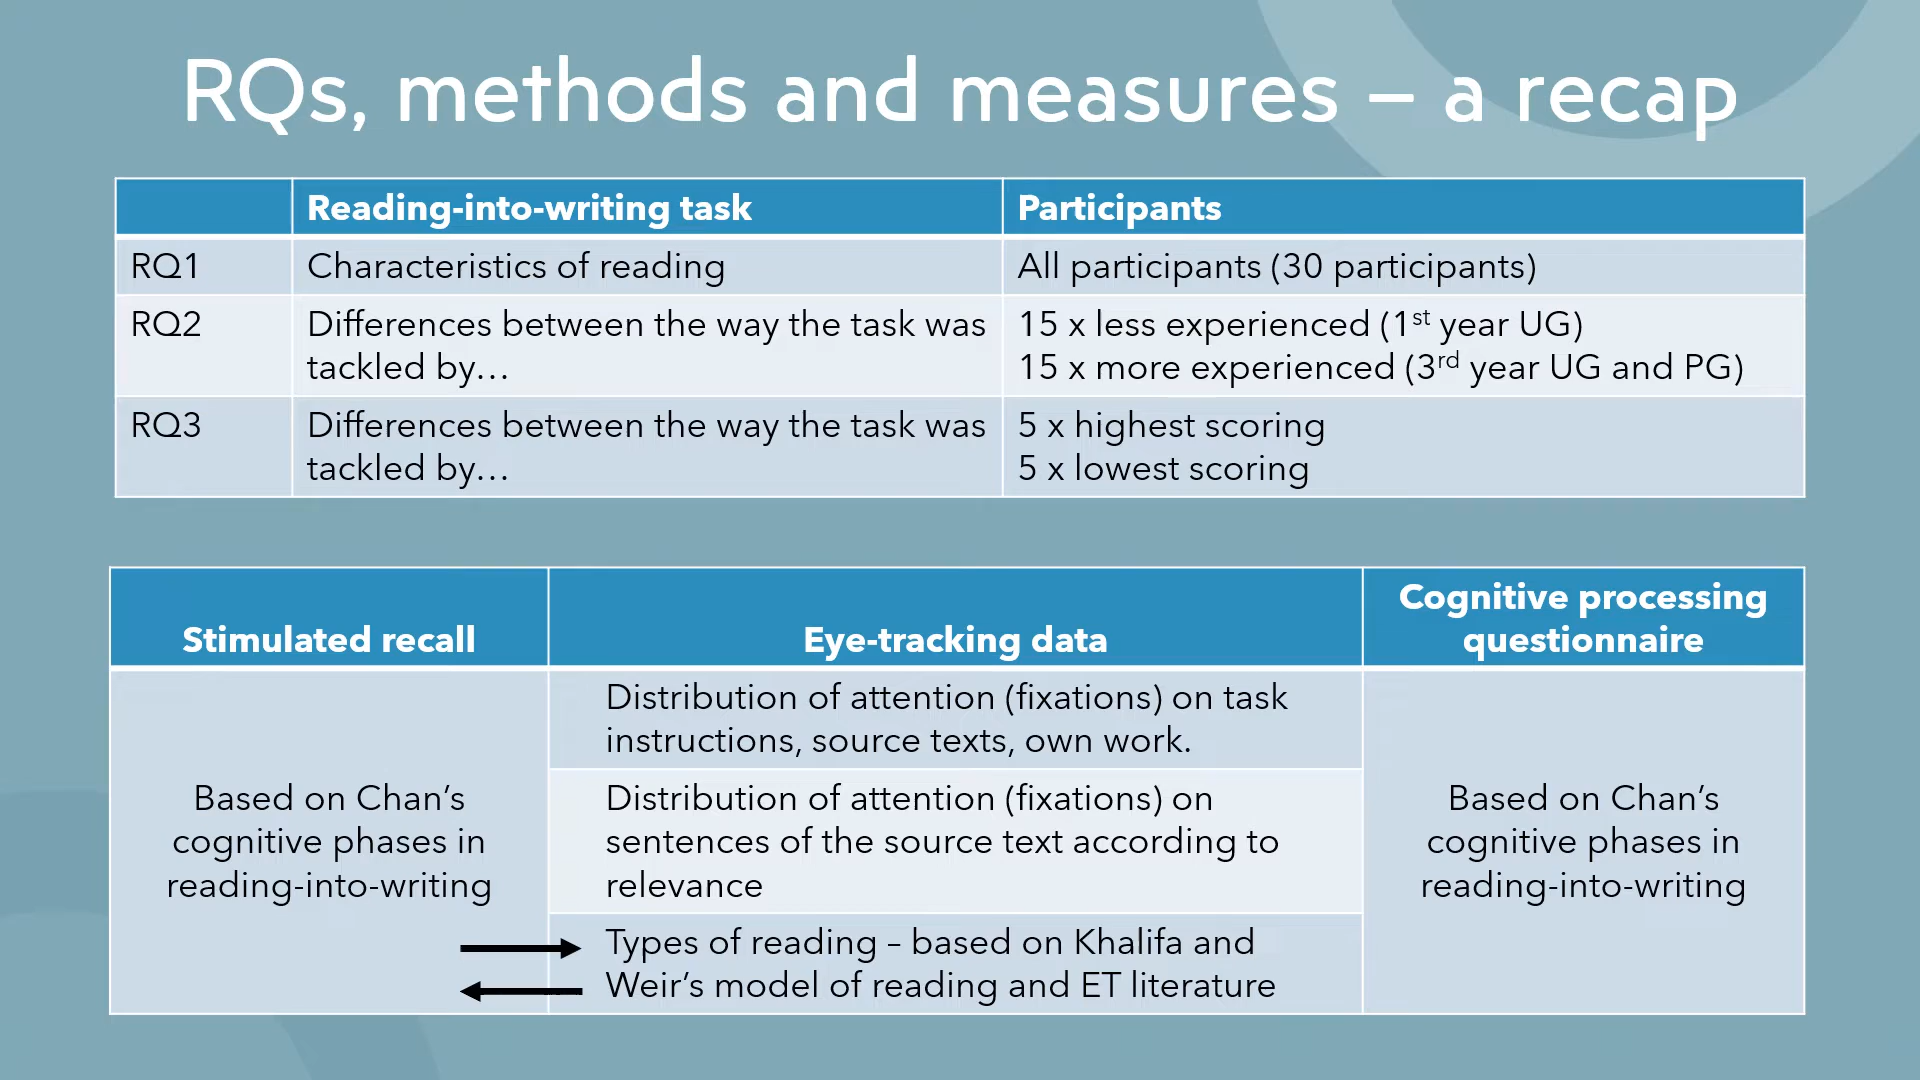 RQs, methods and measures – a recap
Reading-into-writing task
Participants
RQ1
Characteristics of reading
All participants (30 participants)
RQ2
Differences between the way the task was
tackled by…
15 x less experienced (1st year UG)
15 x more experienced (3rd year UG and PG)
RQ3
Differences between the way the task was
tackled by…
5 x highest scoring
5 x lowest scoring
Stimulated recall
Eye-tracking data
Cognitive processing
questionnaire
Based on Chan’s
cognitive phases in
reading-into-writing
Distribution of attention (fixations) on task
instructions, source texts, own work.
Distribution of attention (fixations) on
sentences of the source text according to
relevance
Types of reading – based on Khalifa and
Weir’s model of reading and ET literature
Based on Chan’s
cognitive phases in
reading-into-writing